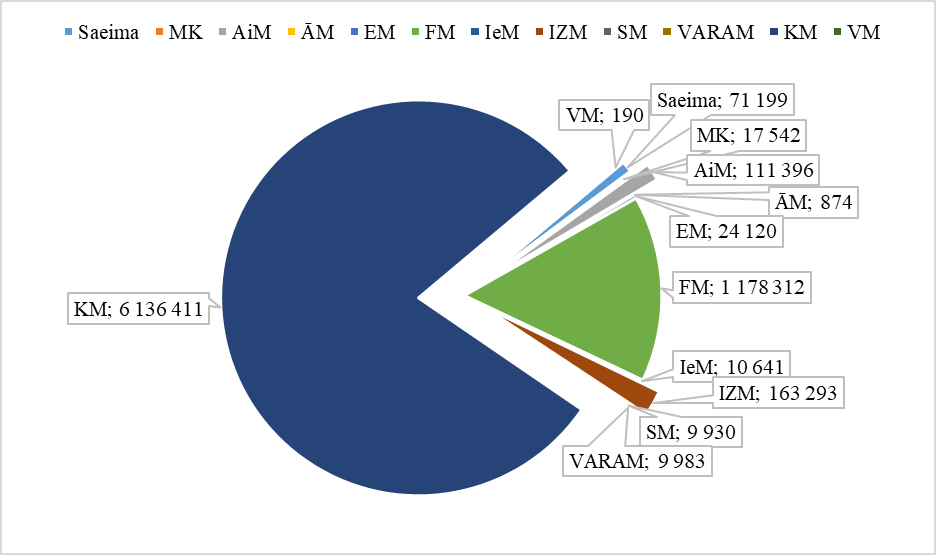 Saeima MK AiM ĀM EM FM IeM IZM SM VARAM KM VM
VM; 190
Saeima; 71 199
MK; 17 542
AiM; 111 396
ĀM; 874
EM; 24 120
FM; 1 178 312
KM; 6 136 411
IeM; 10 641
IZM; 163 293
SM; 9 930
VARAM; 9 983